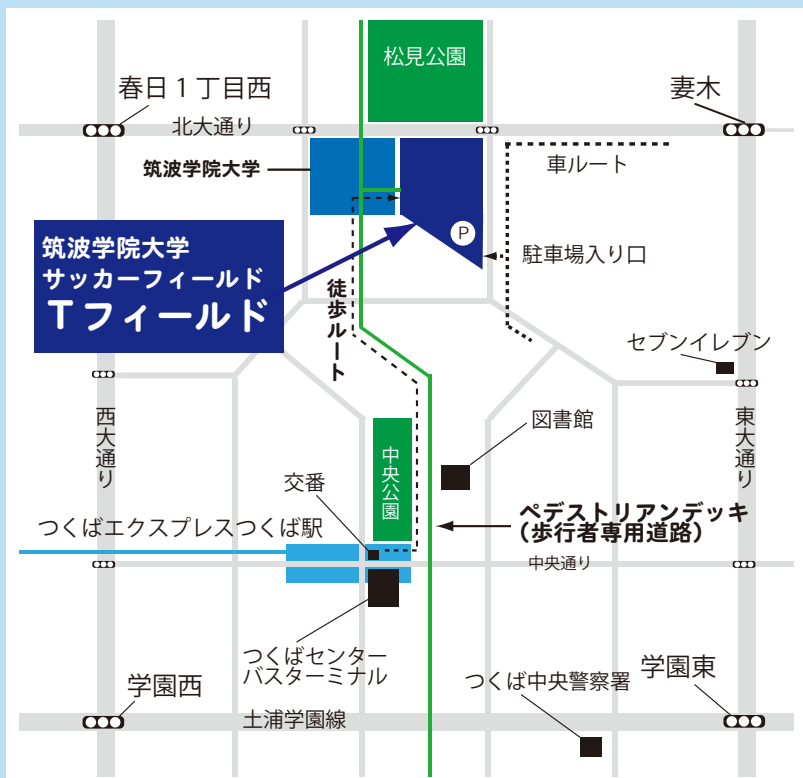 松見公園
春日1丁目西
妻木
北大通り
筑波学院大学
車ルート
P
筑波学院大学
サッカーフィールド
Tフィールド
駐車場入り口
徒歩ルート
セブンイレブン
西大通り
東大通り
図書館
中央公園
交番
ペデストリアンデッキ
(歩行者専用道路)
つくばエクスプレスつくば駅
中央通り
つくばセンター
バスターミナル
つくば中央警察署
学園東
学園西
土浦学園線